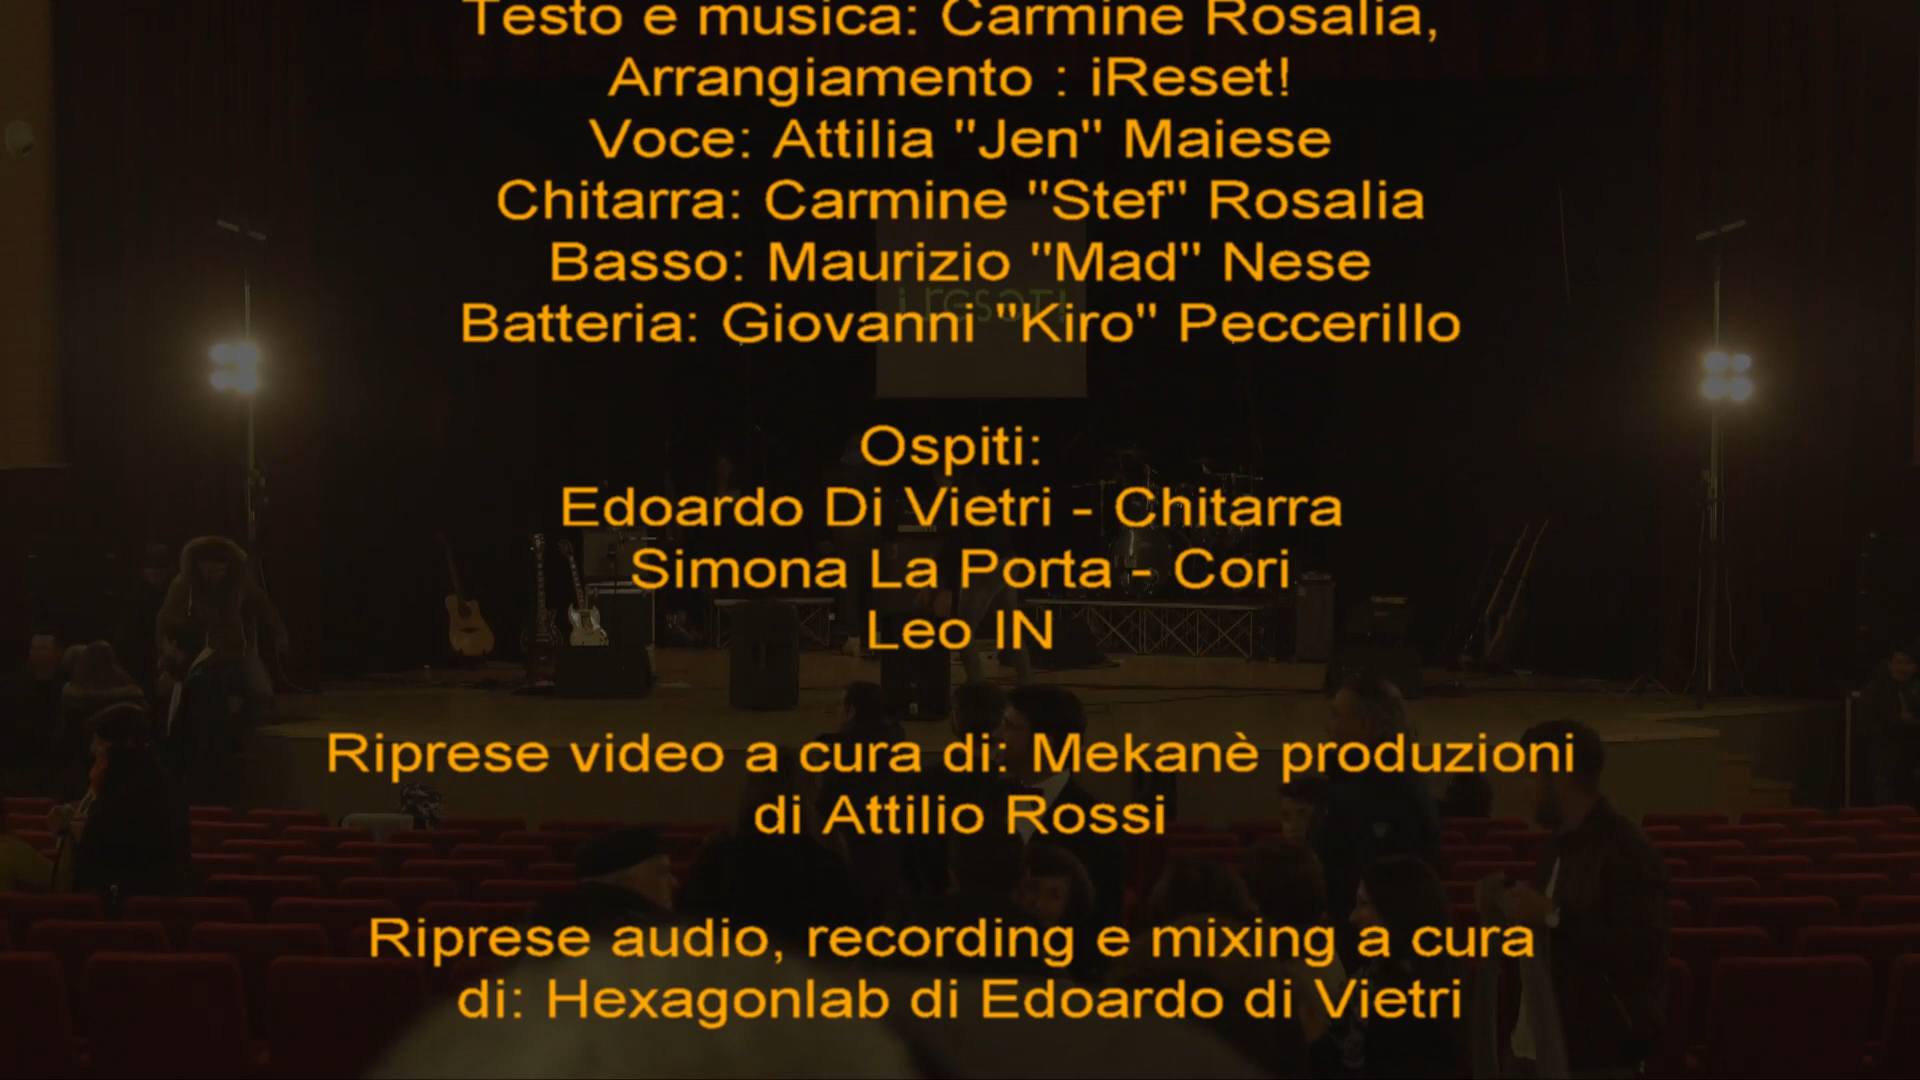 Testo e musica: Carmine Rosalia,
Arrangiamento : iReset!
Voce: Attilia "Jen" Maiese
Chitarra: Carmine "Stef" Rosalia
Basso: Maurizio "Mad" Nese
i reset!
Batteria: Giovanni "Kiro" Peccerillo
Ospiti:
Edoardo Di Vietri - Chitarra
Simona La Porta - Cori
Leo IN
Riprese video a cura di: Mekanè produzioni
di Attilio Rossi
Riprese audio, recording e mixing a cura
di: Hexagonlab di Edoardo di Vietri